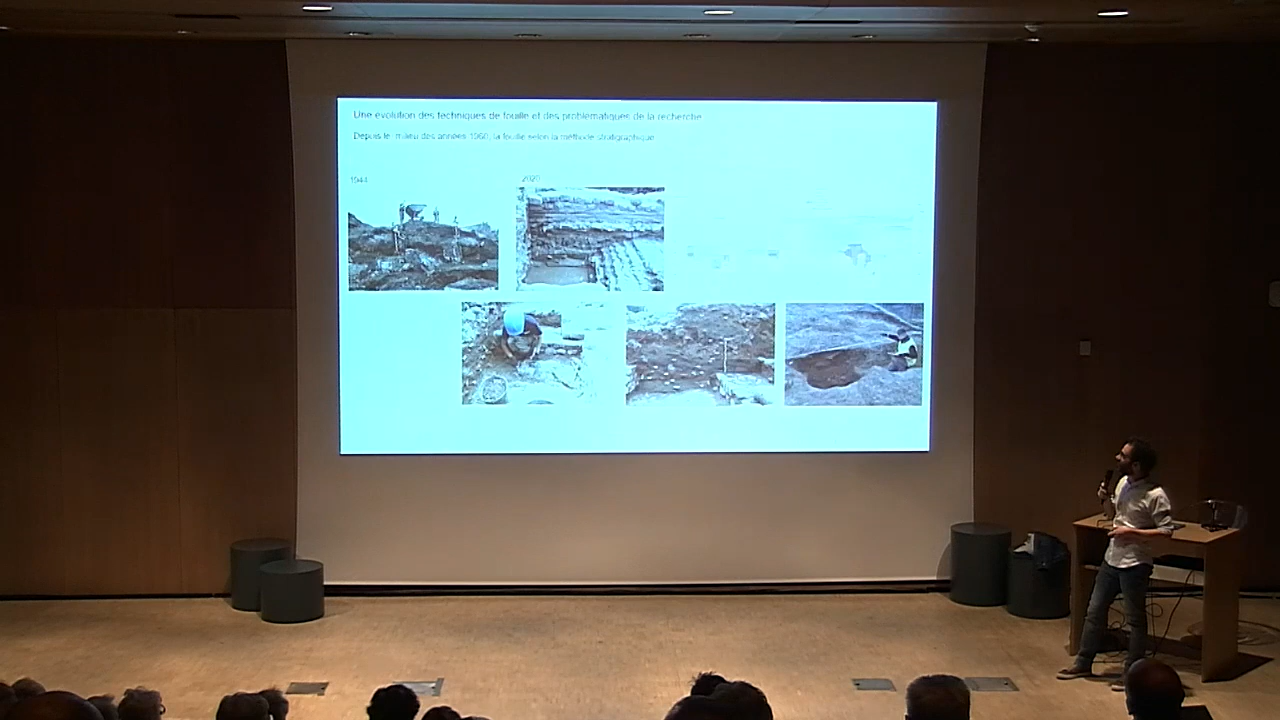 Une évolution des techniques de fouille et des problématiques de la recherche
Depuis le milieu des années 1960, la fouille selon la méthode stratigraphique
1944
2020